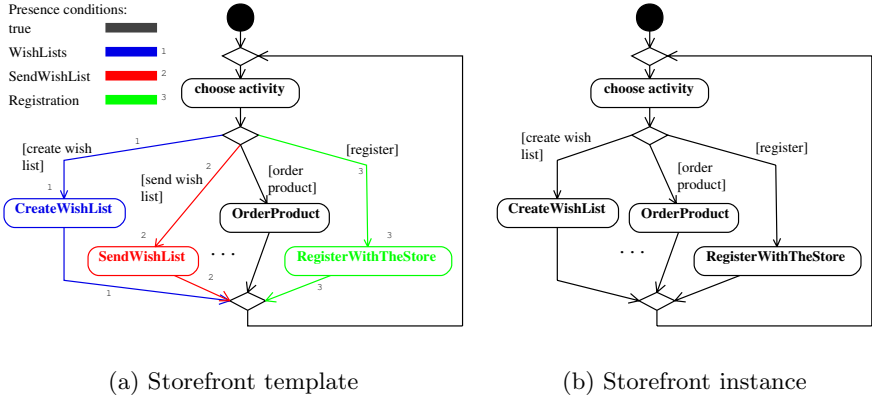 Presence conditions:
true
WishLists 1
SendWishList 2
Registration 3
choose activity
[create wish
list]
1
2
[send wish
list]
[order
product]
[register]
3
1
CreateWishList
OrderProduct
2
3
SendWishList
. . .
RegisterWithTheStore
1
2
3
(a) Storefront template
choose activity
[create wish
list]
[order
product]
[register]
CreateWishList
OrderProduct
. . .
RegisterWithTheStore
(b) Storefront instance